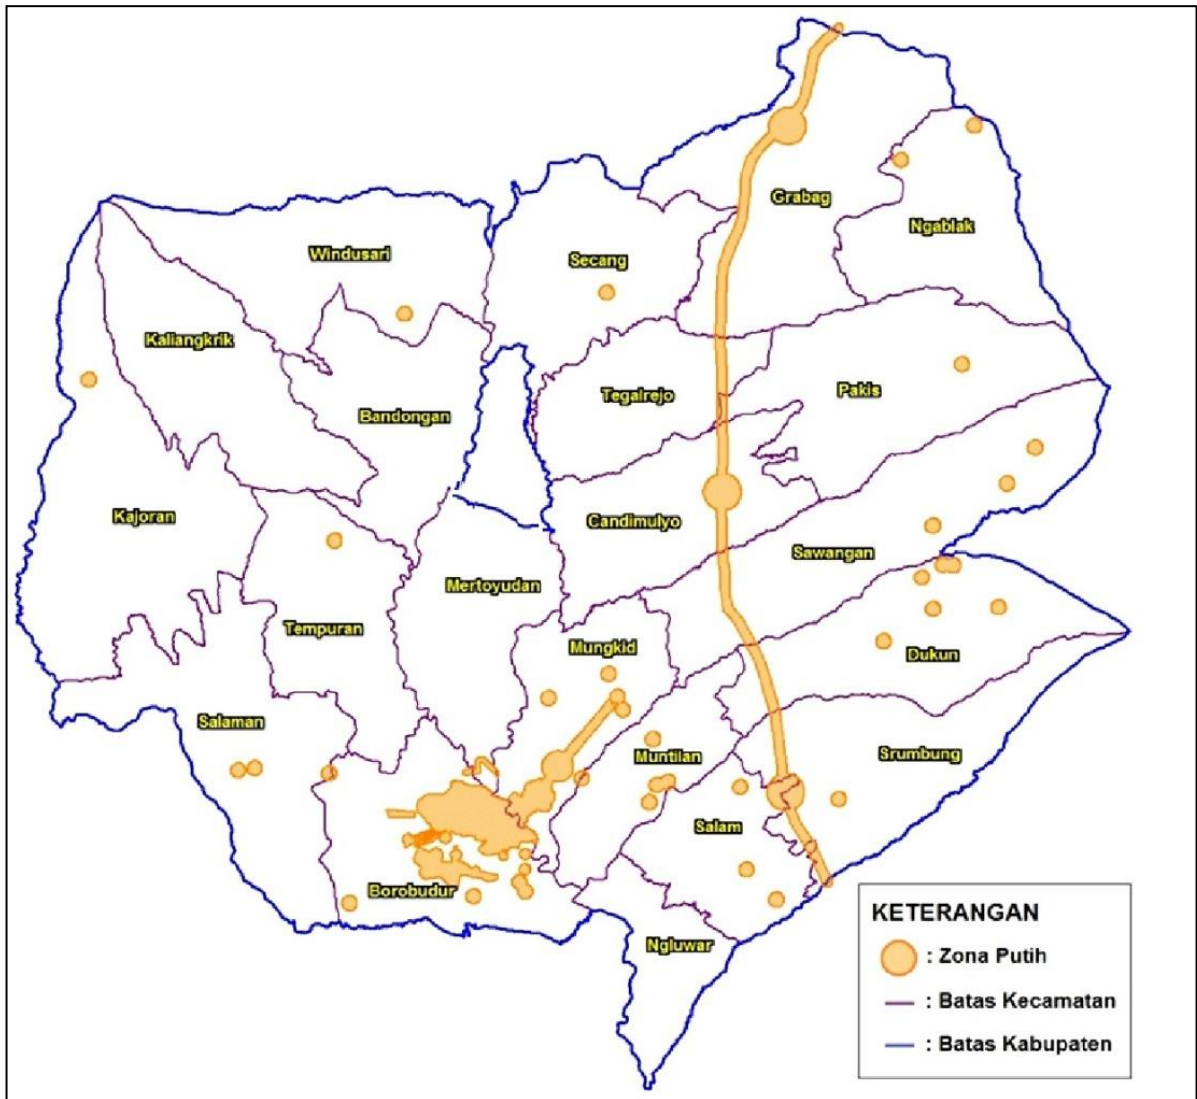 Grabag
Ngablak
Windusari
Secang
Kaliangkrik
Tegalrejo
Pakis
Bandongan
Kajoran
Candimulyo
Sawangan
Mertoyudan
Tempuran
Mungkid
Dukun
Salaman
Muntilan
Srumbung
Salam
Borobudur
Ngluwar
KETERANGAN
: Zona Putih
: Batas Kecamatan
: Batas Kabupaten